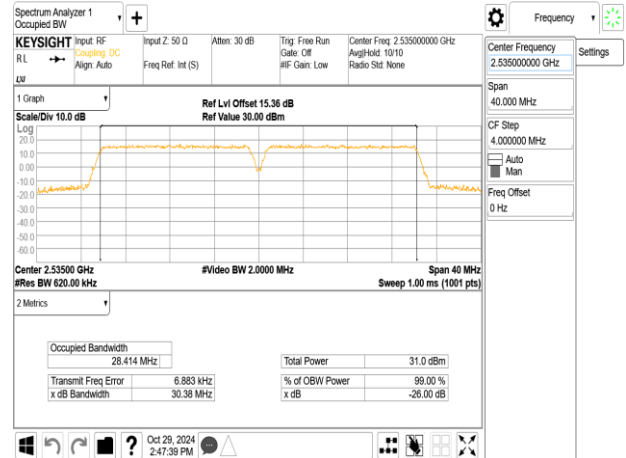 Spectrum Analyzer 1
Occupied BW
Frequency
KEYSIGHT
RL
LXI
Input: RF
Coupling: DC
Align: Auto
Input Z: 50 Ω
Freq Ref: Int (S)
Atten: 30 dB
Trig: Free Run
Gate: Off
#IF Gain: Low
Center Freq: 2.535000000 GHz
Avg|Hold: 10/10
Radio Std: None
Center Frequency
2.535000000 GHz
Settings
Span
40.000 MHz
CF Step
4.000000 MHz
Auto
Man
Freq Offset
0 Hz
1 Graph
Scale/Div 10.0 dB
Ref Lvl Offset 15.36 dB
Ref Value 30.00 dBm
Log
20.0
10.0
0.00
-10.0
-20.0
-30.0
-40.0
-50.0
-60.0
Center 2.53500 GHz
#Video BW 2.0000 MHz
Span 40 MHz
#Res BW 620.00 kHz
Sweep 1.00 ms (1001 pts)
2 Metrics
Occupied Bandwidth
28.414 MHz
Total Power 31.0 dBm
Transmit Freq Error 6.883 kHz
% of OBW Power 99.00 %
x dB Bandwidth 30.38 MHz
x dB -26.00 dB
?
Oct 29, 2024
2:47:39 PM